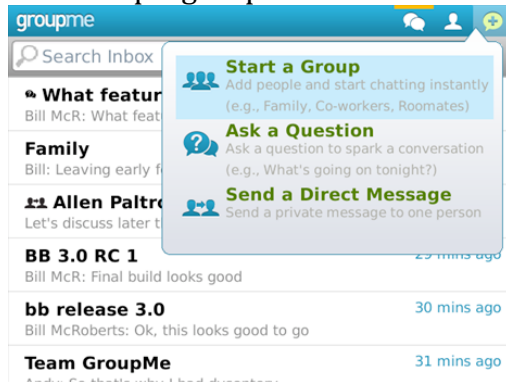 groupme
Search Inbox
Start a Group
Add people and start chatting instantly
(e.g., Family, Co-workers, Roomates)
Ask a Question
Ask a question to spark a conversation
(e.g., What's going on tonight?)
Send a Direct Message
Send a private message to one person
What featur
Bill McR: What feat
Family
Bill: Leaving early f
Allen Paltro
Let's discuss later t
BB 3.0 RC 1
29 mins ago
Bill McR: Final build looks good
bb release 3.0
30 mins ago
Bill McRoberts: Ok, this looks good to go
Team GroupMe
31 mins ago